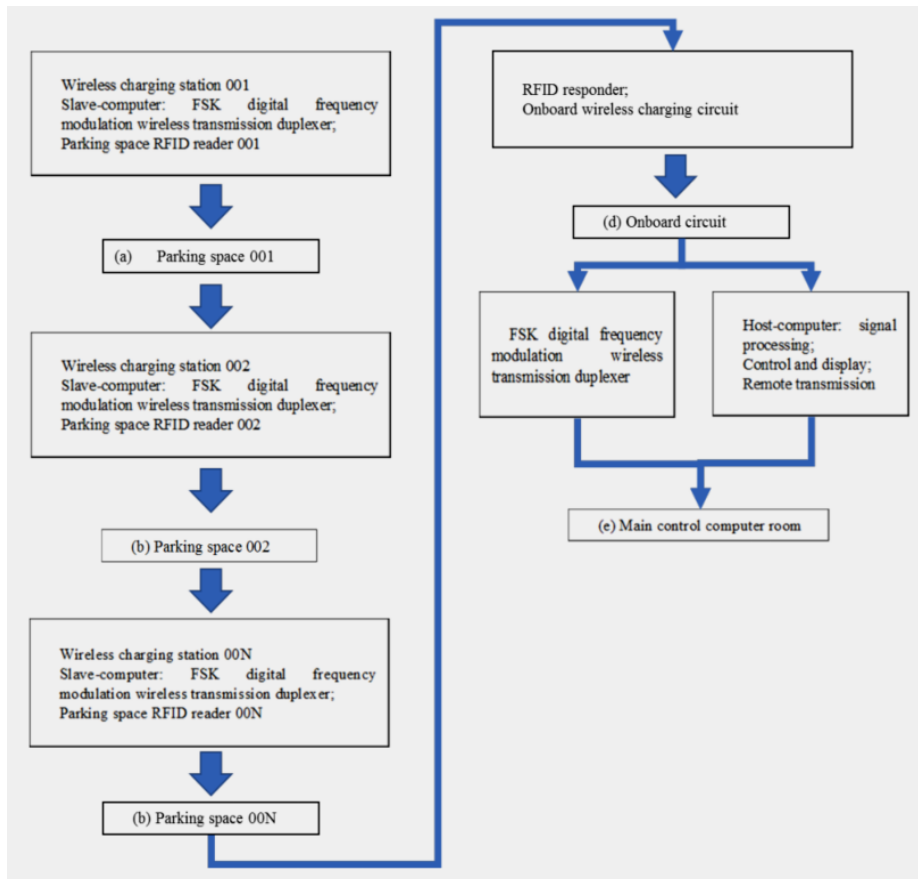 Wireless charging station 001
Slave-computer: FSK digital frequency
modulation wireless transmission duplexer;
Parking space RFID reader 001
(a) Parking space 001
Wireless charging station 002
Slave-computer: FSK digital frequency
modulation wireless transmission duplexer;
Parking space RFID reader 002
(b) Parking space 002
Wireless charging station 00N
Slave-computer: FSK digital frequency
modulation wireless transmission duplexer;
Parking space RFID reader 00N
(b) Parking space 00N
RFID responder;
Onboard wireless charging circuit
(d) Onboard circuit
FSK digital frequency
modulation wireless
transmission duplexer
Host-computer: signal
processing;
Control and display;
Remote transmission
(e) Main control computer room